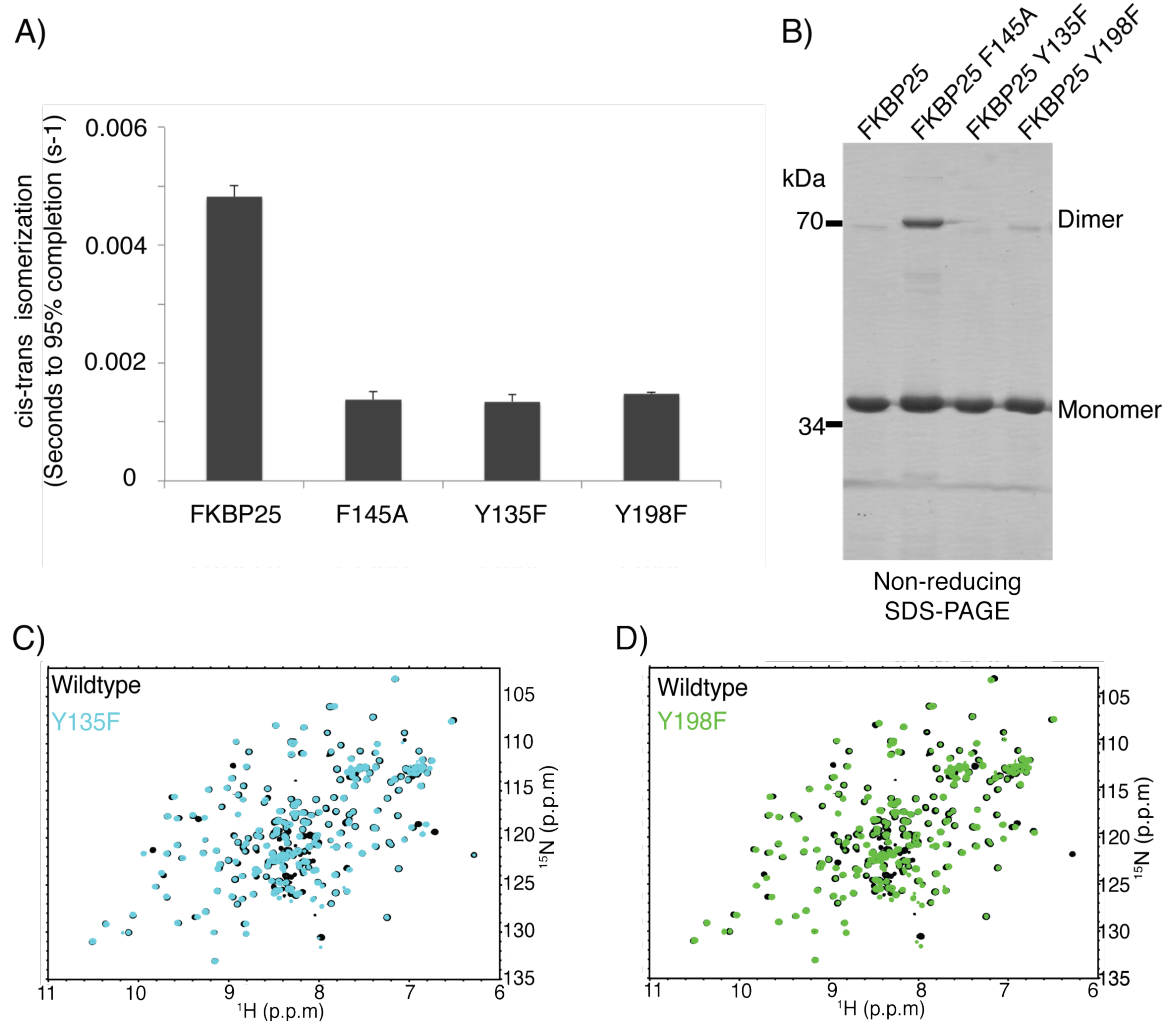 A)
cis-trans isomerization
(Seconds to 95% completion (s-1)
0.006
0.004
0.002
0
FKBP25
F145A
Y135F
Y198F
B)
FKBP25
FKBP25 F145A
FKBP25 Y135F
FKBP25 Y198F
kDa
70
34
Dimer
Monomer
Non-reducing
SDS-PAGE
C)
Wildtype
Y135F
105
110
115
120
125
130
135
15N (p.p.m)
11
10
9
8
7
6
1H (p.p.m)
D)
Wildtype
Y198F
105
110
115
120
125
130
135
15N (p.p.m)
11
10
9
8
7
6
1H (p.p.m)